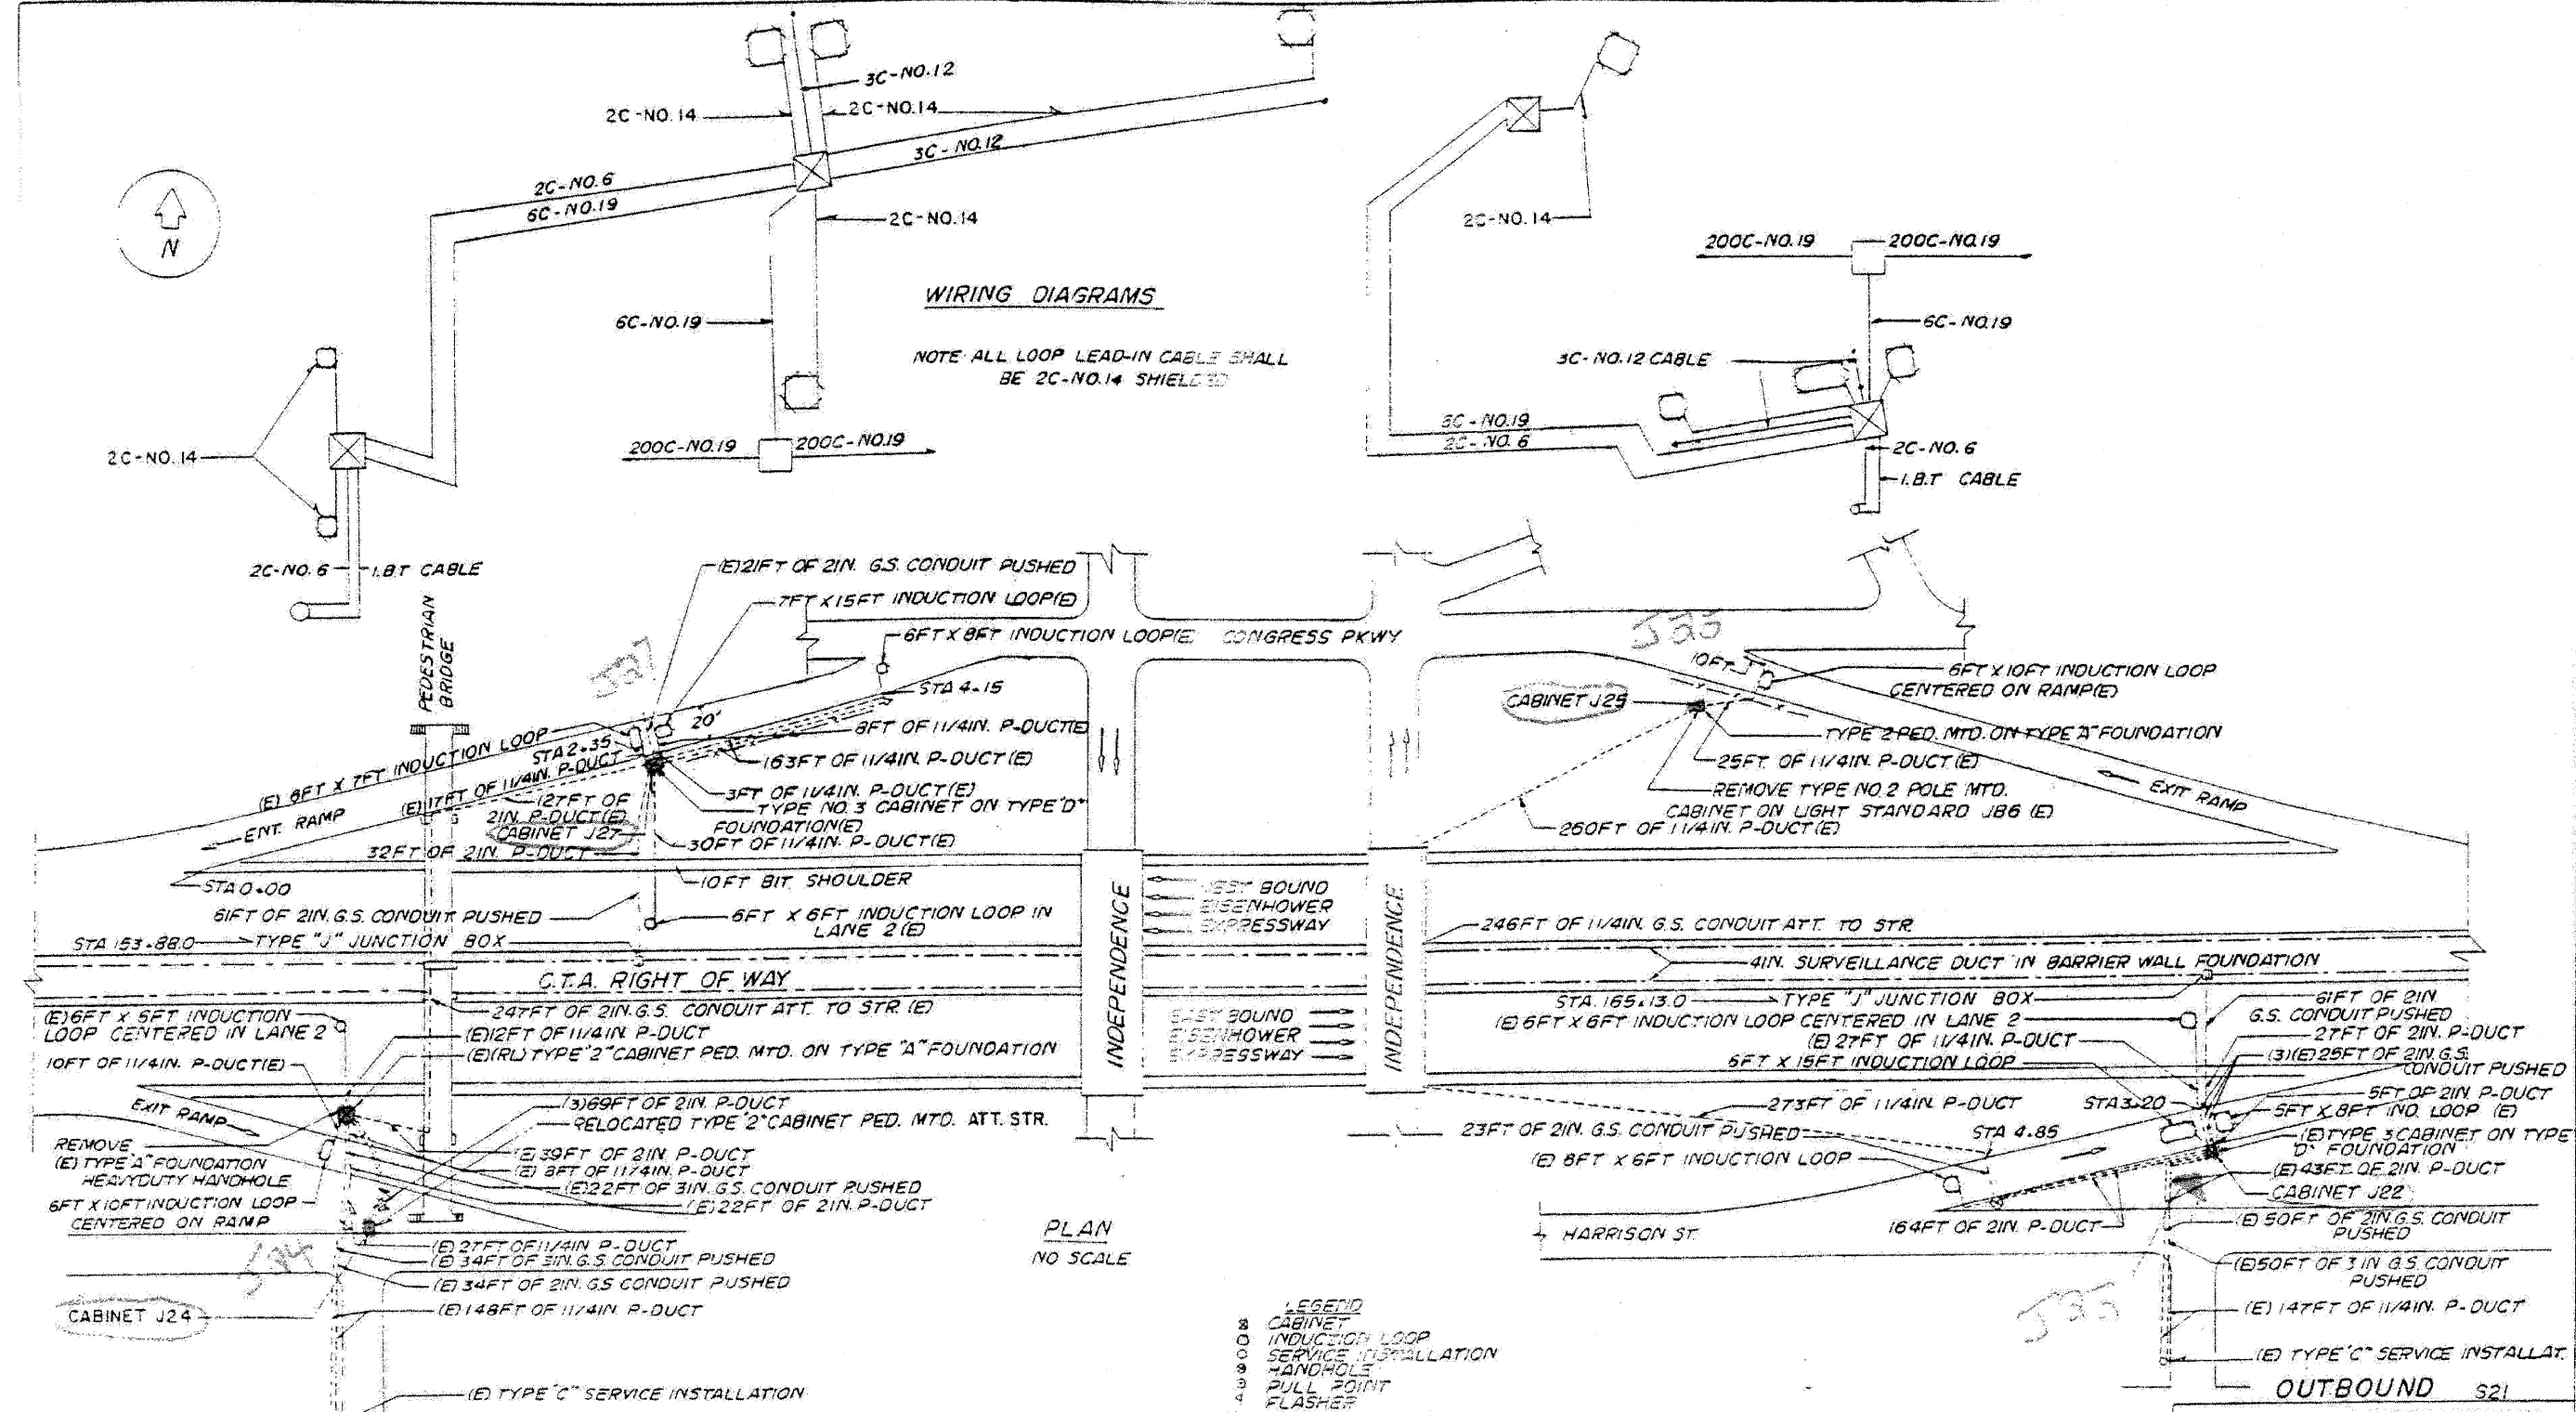 3C-NO.12
2C-NO.14
2C-NO.14
3C-NO.12
2C-NO.6
6C-NO.19
2C-NO.14
N
6C-NO.19
WIRING DIAGRAMS
NOTE: ALL LOOP LEAD-IN CABLE SHALL
BE 2C-NO.14 SHIELDED
2C-NO.14
200C-NO.19
200C-NO.19
2C-NO.6
I.B.T CABLE
2C-NO.14
200C-NO.19
200C-NO.19
6C-NO.19
3C-NO.12 CABLE
6C-NO.19
2C-NO.6
2C-NO.6
I.B.T CABLE
(E)21FT OF 2IN. G.S. CONDUIT PUSHED
7FT X 15FT INDUCTION LOOP(E)
6FT X 8FT INDUCTION LOOP(E)
CONGRESS PKWY
PEDESTRIAN
BRIDGE
J27
STA 4+15
20'
(E) 6FT X 7FT INDUCTION LOOP
STA 2+35
(E)17FT OF 1 1/4IN. P-DUCT
8FT OF 1 1/4IN. P-DUCT(E)
163FT OF 1 1/4IN. P-DUCT(E)
3FT OF 1 1/4IN. P-DUCT(E)
TYPE NO.3 CABINET ON TYPE "D"
FOUNDATION(E)
127FT OF
2IN. P-DUCT(E)
CABINET J27
30FT OF 1 1/4IN. P-DUCT(E)
ENT. RAMP
32FT OF 2IN. P-DUCT
STA 0+00
10FT BIT. SHOULDER
61FT OF 2IN. G.S. CONDUIT PUSHED
6FT X 6FT INDUCTION LOOP IN
LANE 2(E)
STA 153+88.0
TYPE "J" JUNCTION BOX
J25
10FT
6FT X 10FT INDUCTION LOOP
CENTERED ON RAMP(E)
CABINET J25
TYPE 2 PED. MTD. ON TYPE "A" FOUNDATION
25FT. OF 1 1/4IN. P-DUCT(E)
REMOVE TYPE NO.2 POLE MTD.
CABINET ON LIGHT STANDARD JB6 (E)
260FT OF 1 1/4IN. P-DUCT(E)
EXIT RAMP
INDEPENDENCE
WEST BOUND
EISENHOWER
EXPRESSWAY
INDEPENDENCE
246FT OF 1 1/4IN. G.S. CONDUIT ATT. TO STR.
4IN. SURVEILLANCE DUCT IN BARRIER WALL FOUNDATION
C.T.A. RIGHT OF WAY
247FT OF 2IN. G.S. CONDUIT ATT. TO STR (E)
(E)6FT X 6FT INDUCTION
LOOP CENTERED IN LANE 2
(E)12FT OF 1 1/4IN. P-DUCT
(E)(RL) TYPE "2" CABINET PED. MTD. ON TYPE "A" FOUNDATION
10FT OF 1 1/4IN. P-DUCT(E)
EAST BOUND
EISENHOWER
EXPRESSWAY
STA. 165+13.0
TYPE "J" JUNCTION BOX
(E) 6FT X 6FT INDUCTION LOOP CENTERED IN LANE 2
(E) 27FT OF 1 1/4IN. P-DUCT
6FT X 15FT INDUCTION LOOP
61FT OF 2IN
G.S. CONDUIT PUSHED
27FT OF 2IN. P-DUCT
(3)(E)25FT OF 2IN G.S.
CONDUIT PUSHED
5FT OF 2IN. P-DUCT
EXIT RAMP
(3)69FT OF 2IN. P-DUCT
RELOCATED TYPE "2" CABINET PED. MTD. ATT. STR.
273FT OF 1 1/4IN. P-DUCT
STA 3+20
5FT X 8FT IND. LOOP (E)
23FT OF 2IN. G.S. CONDUIT PUSHED
STA 4+85
(E)TYPE 3 CABINET ON TYPE
"D" FOUNDATION
REMOVE
(E) TYPE "A" FOUNDATION
HEAVYDUTY HANDHOLE
(E)39FT OF 2IN. P-DUCT
(E) 8FT OF 1 1/4IN. P-DUCT
(E)22FT OF 3IN. G.S. CONDUIT PUSHED
(E)22FT OF 2IN. P-DUCT
(E) 6FT X 6FT INDUCTION LOOP
(E)43FT. OF 2IN. P-DUCT
CABINET J22
6FT X 10FT INDUCTION LOOP
CENTERED ON RAMP
PLAN
NO SCALE
HARRISON ST.
164FT OF 2IN. P-DUCT
(E) 50FT OF 2IN G.S. CONDUIT
PUSHED
(E) 27FT OF 1 1/4IN P-DUCT
(E) 34FT OF 3IN. G.S. CONDUIT PUSHED
(E) 34FT OF 2IN. G.S CONDUIT PUSHED
J24
(E)50FT OF 3 IN G.S. CONDUIT
PUSHED
CABINET J24
(E) 148FT OF 1 1/4IN. P-DUCT
(E) 147FT OF 1 1/4IN. P-DUCT
LEGEND
CABINET
INDUCTION LOOP
SERVICE INSTALLATION
HANDHOLE
PULL POINT
FLASHER
(E) TYPE "C" SERVICE INSTALLATION
(E) TYPE "C" SERVICE INSTALLAT.
OUTBOUND S21